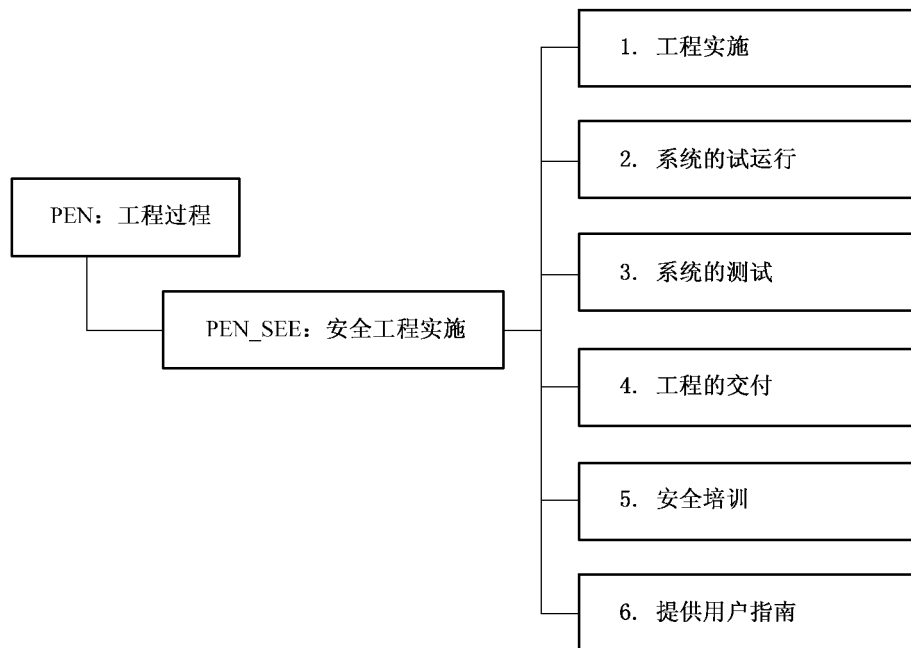 1. 工程实施
2. 系统的试运行
PEN：工程过程
3. 系统的测试
PEN_SEE：安全工程实施
4. 工程的交付
5. 安全培训
6. 提供用户指南